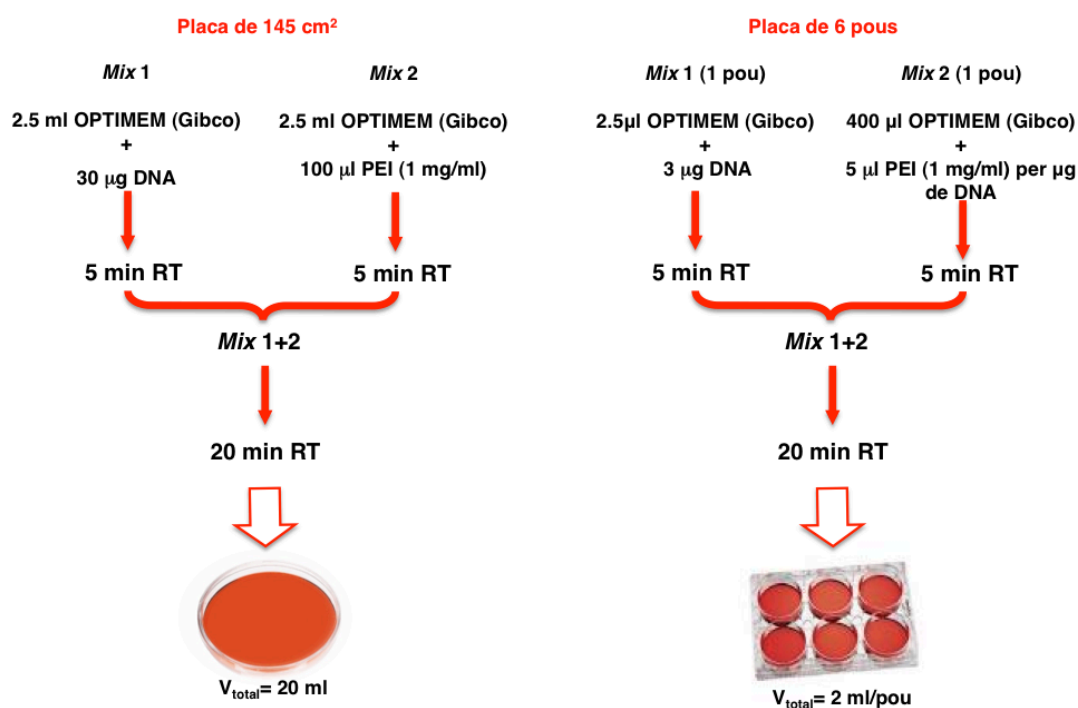 Placa de 145 cm²
Mix 1
Mix 2
2.5 ml OPTIMEM (Gibco)
+
30 μg DNA
2.5 ml OPTIMEM (Gibco)
+
100 μl PEI (1 mg/ml)
5 min RT
5 min RT
Mix 1+2
20 min RT
Vtotal= 20 ml
Placa de 6 pous
Mix 1 (1 pou)
Mix 2 (1 pou)
2.5μl OPTIMEM (Gibco)
+
3 μg DNA
400 μl OPTIMEM (Gibco)
+
5 μl PEI (1 mg/ml) per μg
de DNA
5 min RT
5 min RT
Mix 1+2
20 min RT
Vtotal= 2 ml/pou